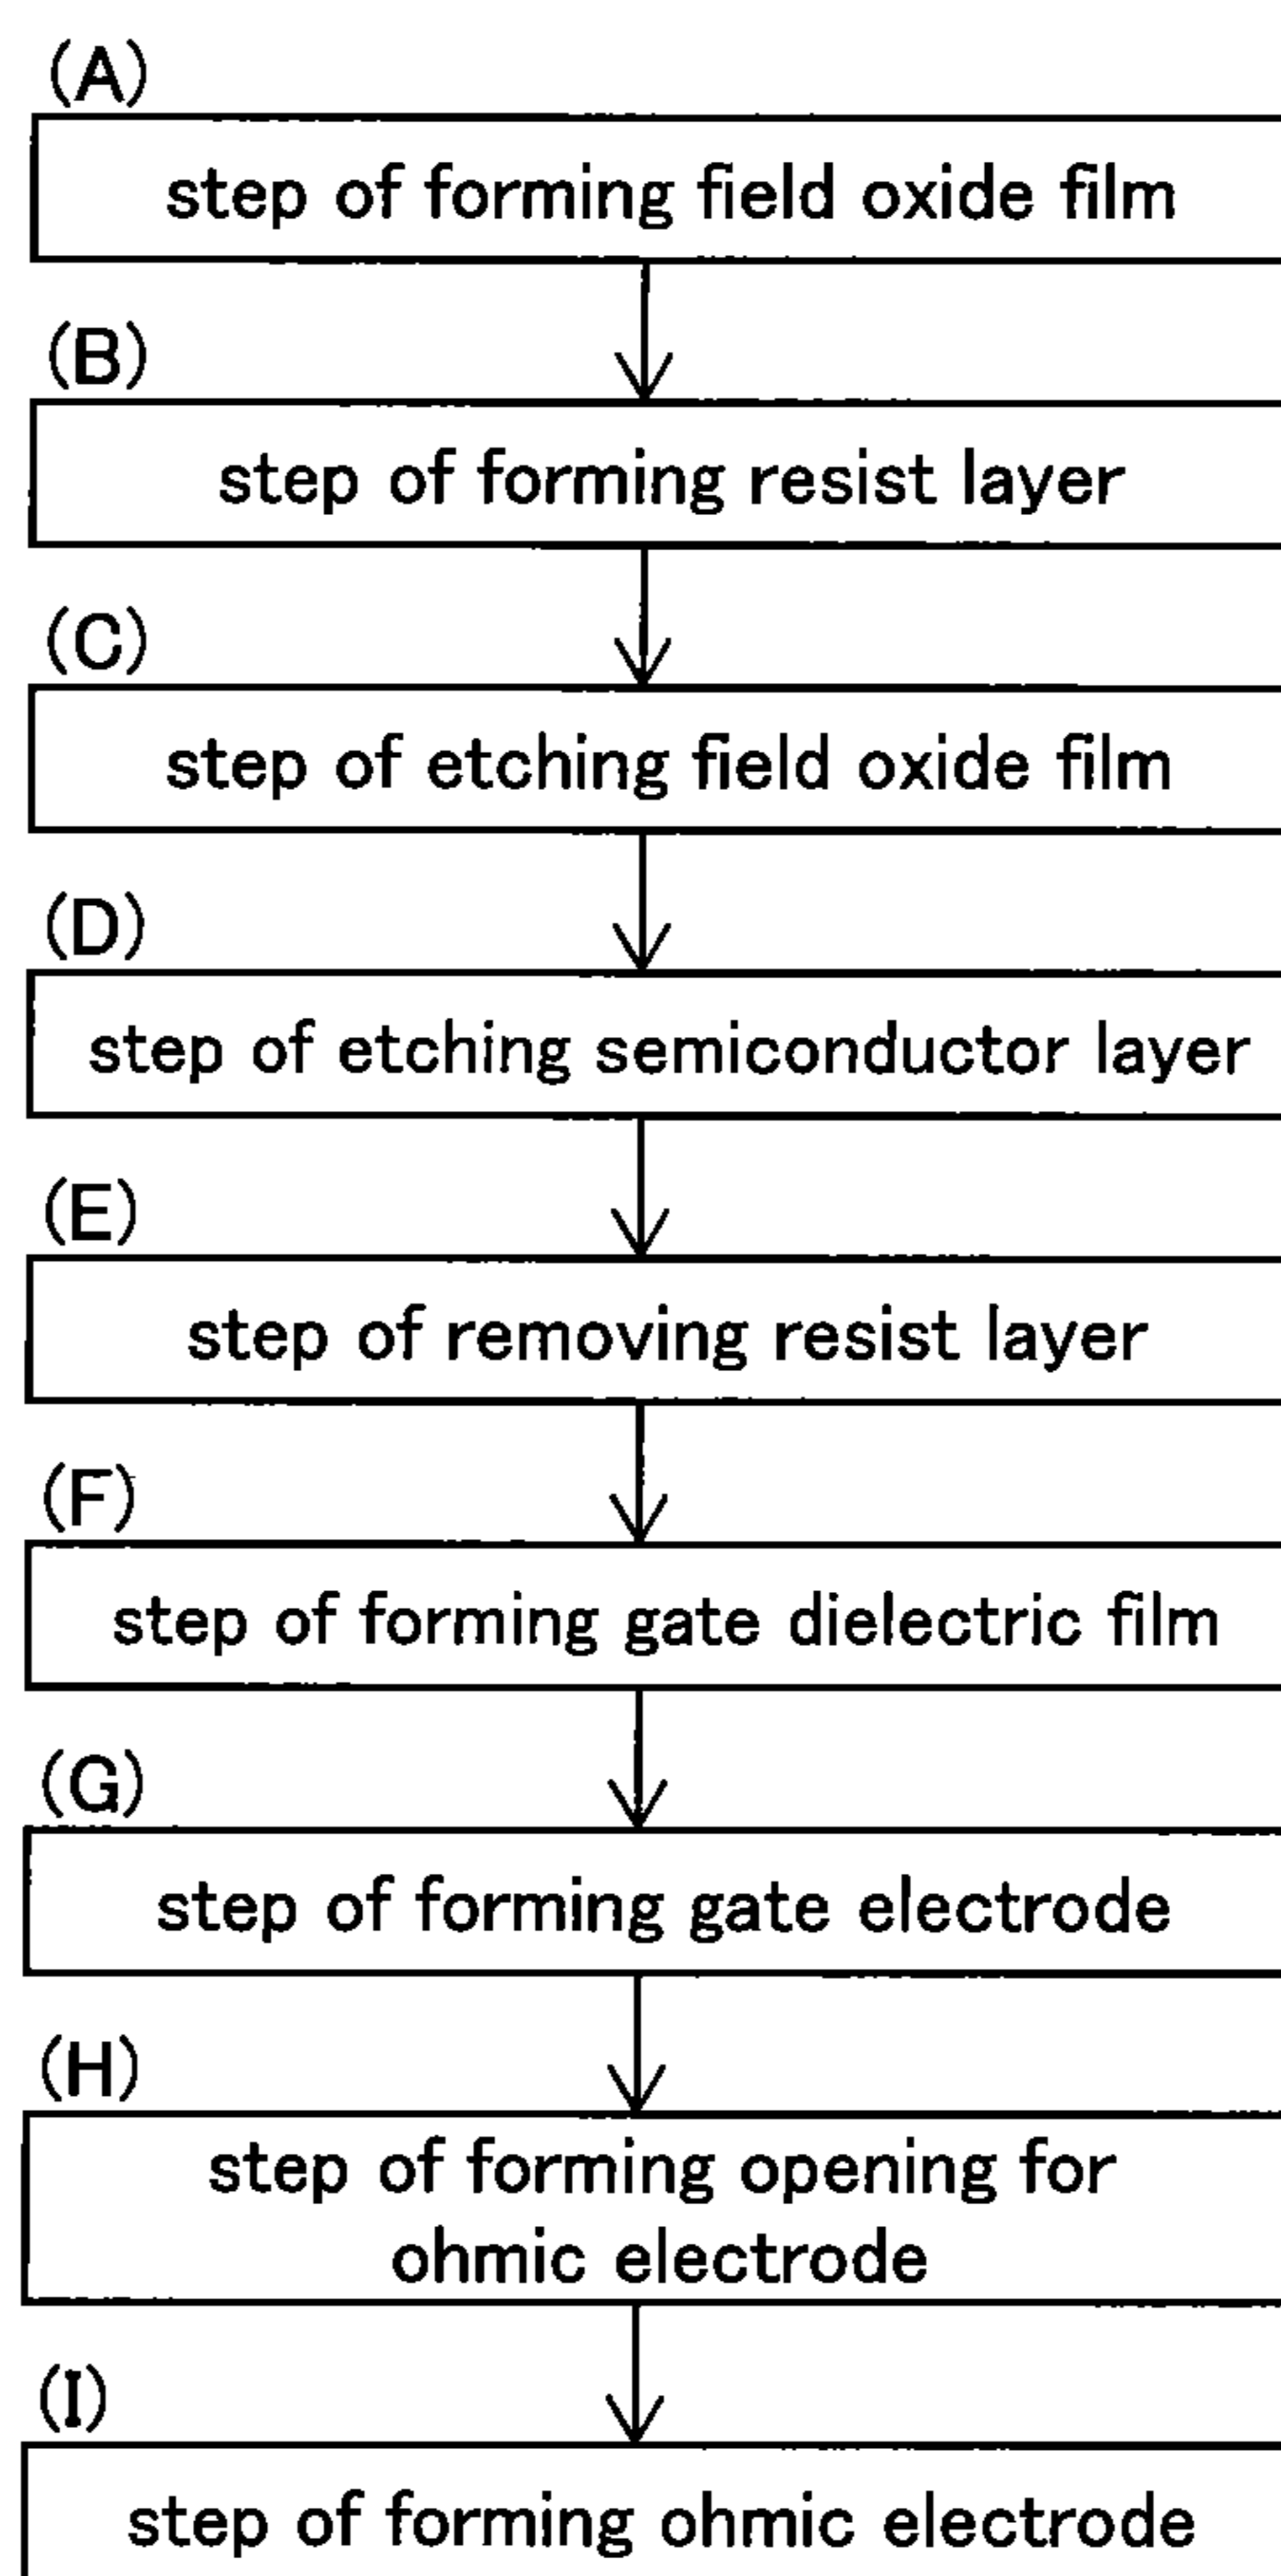 (A)
step of forming field oxide film
(B)
step of forming resist layer
(C)
step of etching field oxide film
(D)
step of etching semiconductor layer
(E)
step of removing resist layer
(F)
step of forming gate dielectric film
(G)
step of forming gate electrode
(H)
step of forming opening for
ohmic electrode
(I)
step of forming ohmic electrode